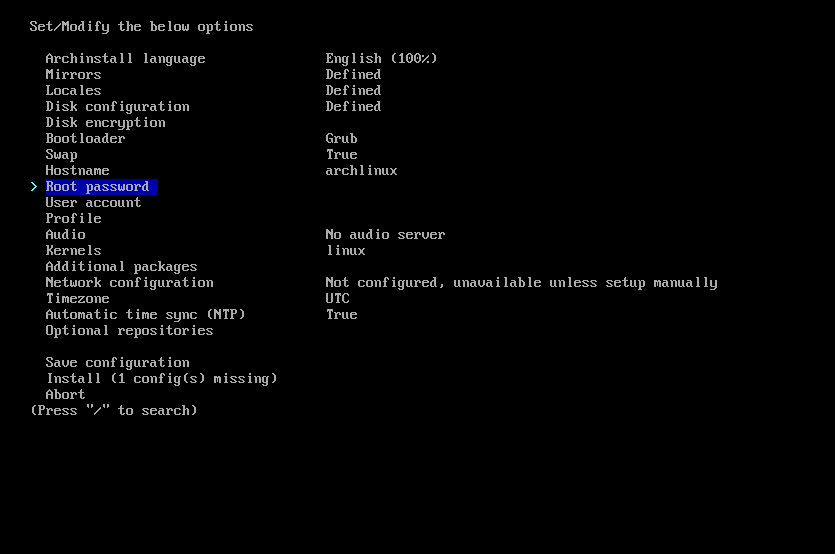 Set/Modify the below options
Archinstall language English (100%)
Mirrors Defined
Locales Defined
Disk configuration Defined
Disk encryption
Bootloader Grub
Swap True
Hostname archlinux
> Root password
User account
Profile
Audio No audio server
Kernels linux
Additional packages
Network configuration Not configured, unavailable unless setup manually
Timezone UTC
Automatic time sync (NTP) True
Optional repositories
Save configuration
Install (1 config(s) missing)
Abort
(Press "/" to search)